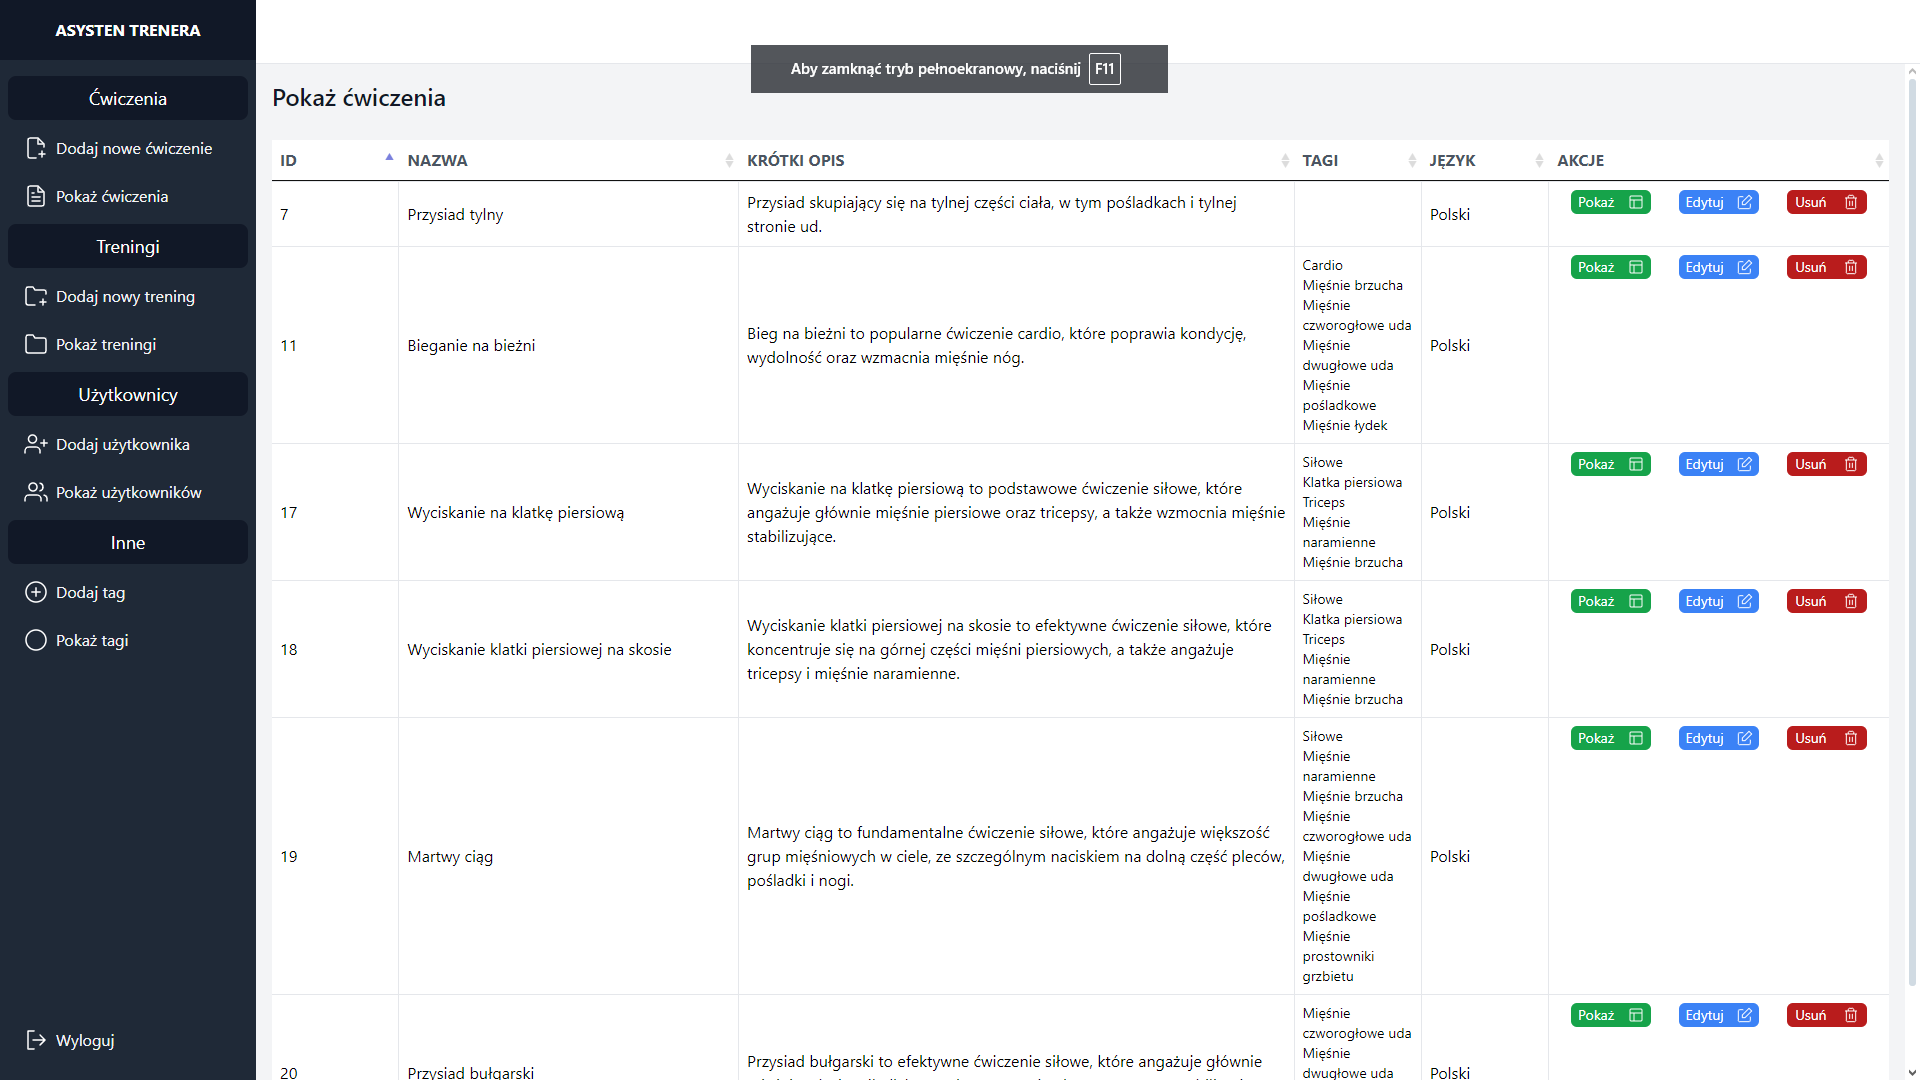 ASYSTEN TRENERA
Ćwiczenia
Dodaj nowe ćwiczenie
Pokaż ćwiczenia
Treningi
Dodaj nowy trening
Pokaż treningi
Użytkownicy
Dodaj użytkownika
Pokaż użytkowników
Inne
Dodaj tag
Pokaż tagi
Wyloguj
Aby zamknąć tryb pełnoekranowy, naciśnij F11
Pokaż ćwiczenia
ID NAZWA KRÓTKI OPIS TAGI JĘZYK AKCJE
7
Przysiad tylny
Przysiad skupiający się na tylnej części ciała, w tym pośladkach i tylnej
stronie ud.
Polski
Pokaż Edytuj Usuń
11
Bieganie na bieżni
Bieg na bieżni to popularne ćwiczenie cardio, które poprawia kondycję,
wydolność oraz wzmacnia mięśnie nóg.
Cardio
Mięśnie brzucha
Mięśnie
czworogłowe uda
Mięśnie
dwugłowe uda
Mięśnie
pośladkowe
Mięśnie łydek
Polski
Pokaż Edytuj Usuń
17
Wyciskanie na klatkę piersiową
Wyciskanie na klatkę piersiową to podstawowe ćwiczenie siłowe, które
angażuje głównie mięśnie piersiowe oraz tricepsy, a także wzmocnia mięśnie
stabilizujące.
Siłowe
Klatka piersiowa
Triceps
Mięśnie
naramienne
Mięśnie brzucha
Polski
Pokaż Edytuj Usuń
18
Wyciskanie klatki piersiowej na skosie
Wyciskanie klatki piersiowej na skosie to efektywne ćwiczenie siłowe, które
koncentruje się na górnej części mięśni piersiowych, a także angażuje
tricepsy i mięśnie naramienne.
Siłowe
Klatka piersiowa
Triceps
Mięśnie
naramienne
Mięśnie brzucha
Polski
Pokaż Edytuj Usuń
19
Martwy ciąg
Martwy ciąg to fundamentalne ćwiczenie siłowe, które angażuje większość
grup mięśniowych w ciele, ze szczególnym naciskiem na dolną część pleców,
pośladki i nogi.
Siłowe
Mięśnie
naramienne
Mięśnie brzucha
Mięśnie
czworogłowe uda
Mięśnie
dwugłowe uda
Mięśnie
pośladkowe
Mięśnie
prostowniki
grzbietu
Polski
Pokaż Edytuj Usuń
20
Przysiad bułgarski
Przysiad bułgarski to efektywne ćwiczenie siłowe, które angażuje głównie
Mięśnie
czworogłowe uda
Mięśnie
dwugłowe uda
Polski
Pokaż Edytuj Usuń